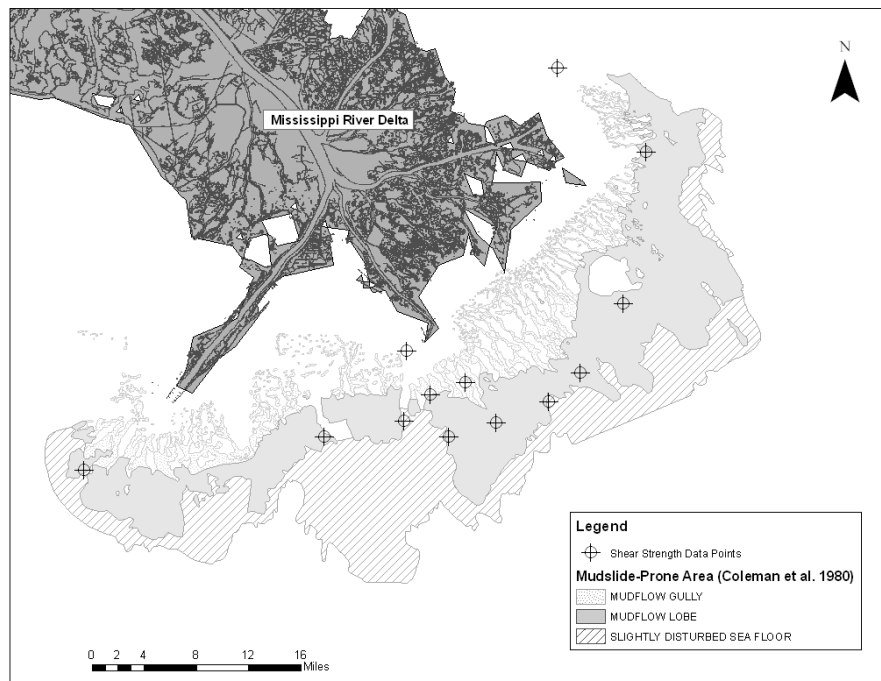 N
Mississippi River Delta
Legend
Shear Strength Data Points
Mudslide-Prone Area (Coleman et al. 1980)
MUDFLOW GULLY
MUDFLOW LOBE
SLIGHTLY DISTURBED SEA FLOOR
0 2 4 8 12 16
Miles